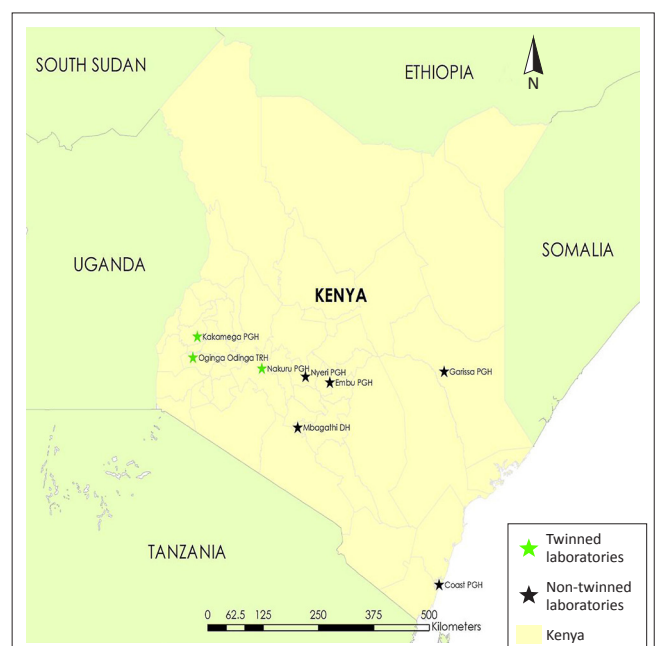 SOUTH SUDAN
ETHIOPIA
N
UGANDA
SOMALIA
KENYA
Kakamega PGH
Oginga Odinga TRH
Nakuru PGH
Nyeri PGH
Embu PGH
Garissa PGH
Mbagathi DH
TANZANIA
Coast PGH
0 62.5 125 250 375 500
Kilometers
Twinned
laboratories
Non-twinned
laboratories
Kenya